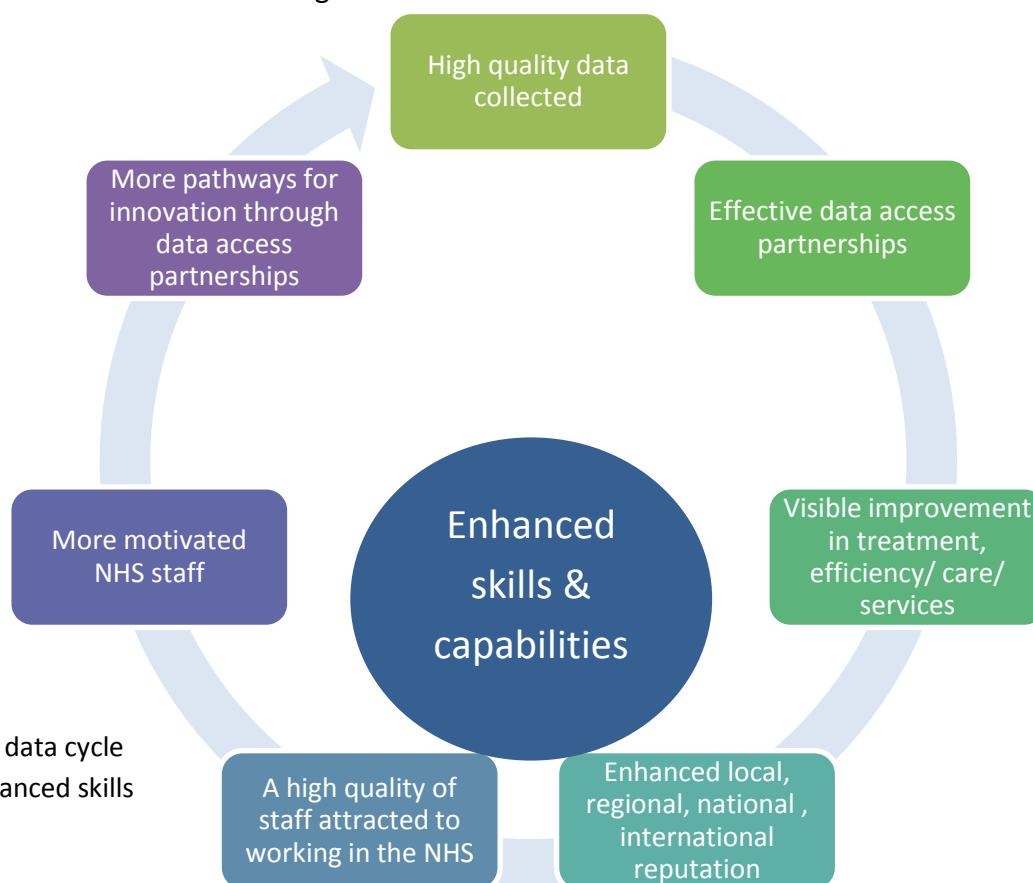 High quality data
collected
Effective data access
partnerships
Visible improvement
in treatment,
efficiency/ care/
services
Enhanced local,
regional, national ,
international
reputation
A high quality of
staff attracted to
working in the NHS
More motivated
NHS staff
More pathways for
innovation through
data access
partnerships
Enhanced
skills &
capabilities
data cycle
anced skills